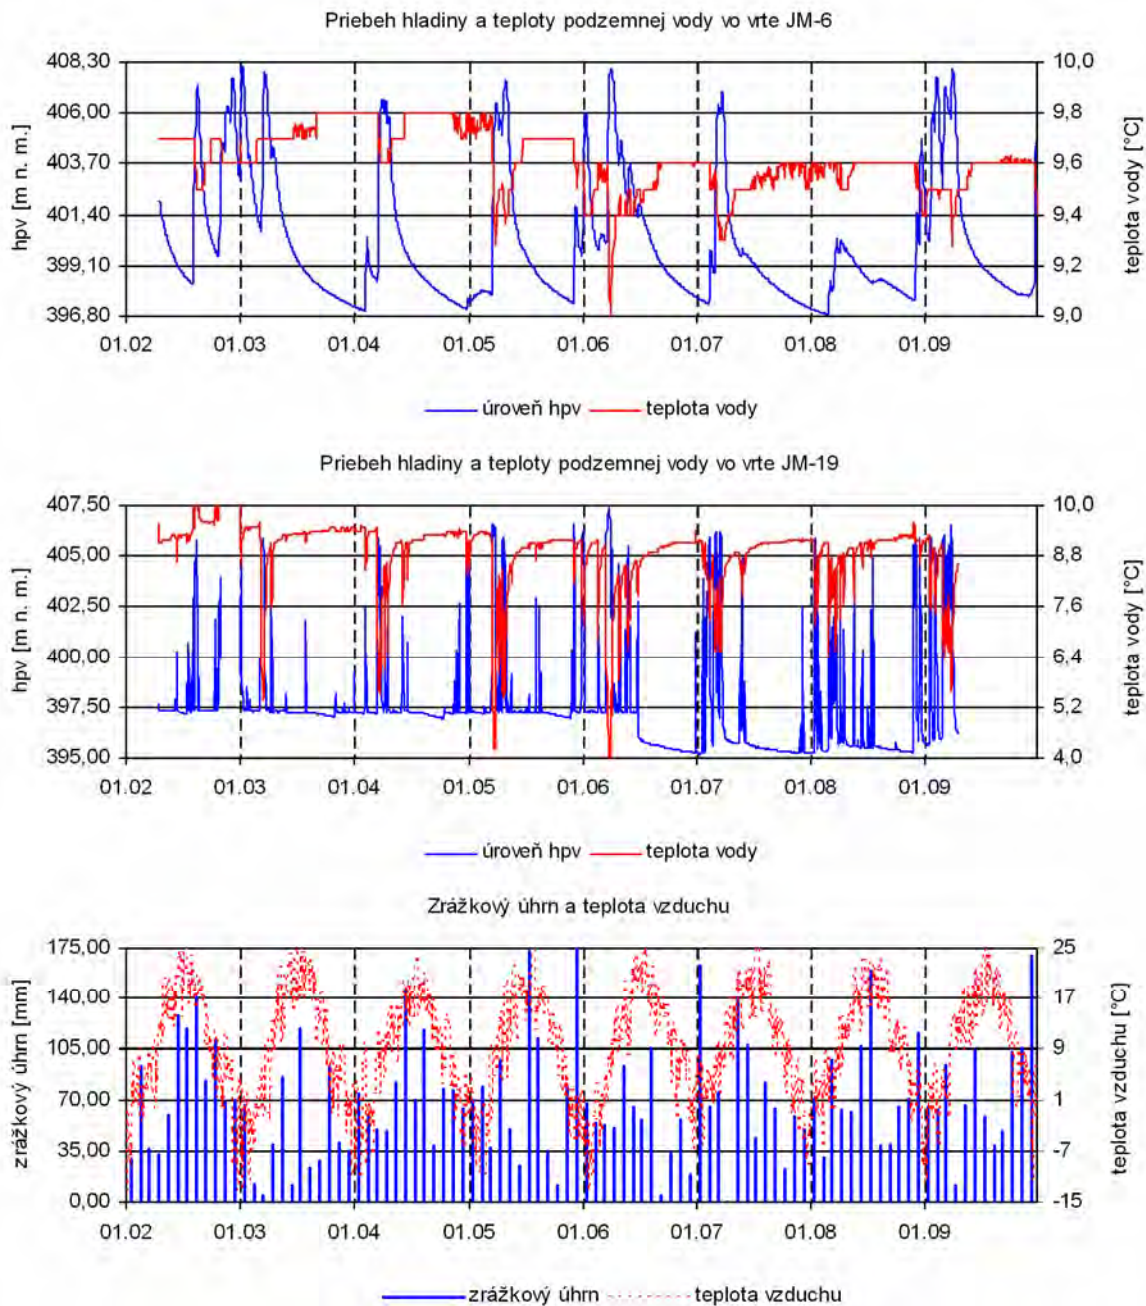 Priebeh hladiny a teploty podzemnej vody vo vrte JM-6
408,30
406,00
403,70
401,40
399,10
396,80
hpv [m n. m.]
10,0
9,8
9,6
9,4
9,2
9,0
teplota vody [°C]
01.02 01.03 01.04 01.05 01.06 01.07 01.08 01.09
úroveň hpv teplota vody
Priebeh hladiny a teploty podzemnej vody vo vrte JM-19
407,50
405,00
402,50
400,00
397,50
395,00
hpv [m n. m.]
10,0
8,8
7,6
6,4
5,2
4,0
teplota vody [°C]
01.02 01.03 01.04 01.05 01.06 01.07 01.08 01.09
úroveň hpv teplota vody
Zrážkový úhrn a teplota vzduchu
175,00
140,00
105,00
70,00
35,00
0,00
zrážkový úhrn [mm]
25
17
9
1
-7
-15
teplota vzduchu [°C]
01.02 01.03 01.04 01.05 01.06 01.07 01.08 01.09
zrážkový úhrn teplota vzduchu